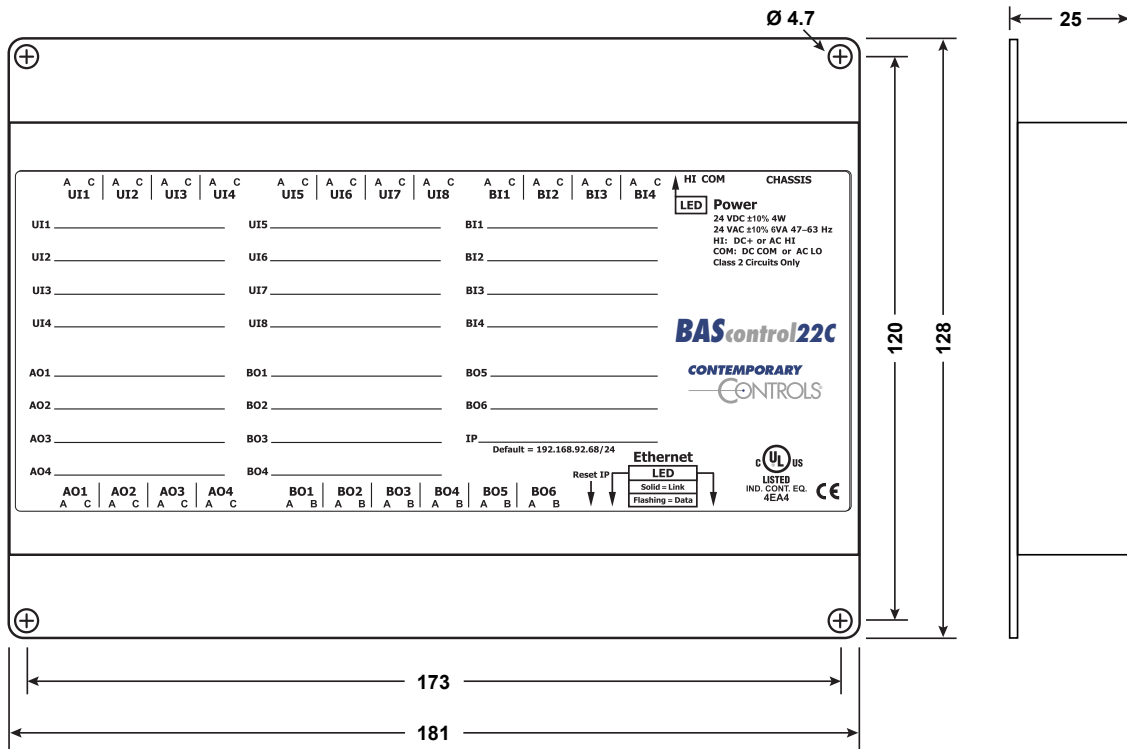 Ø 4.7
25
A C A C A C A C A C A C A C A C A C A C A C A C HI COM CHASSIS
UI1 UI2 UI3 UI4 UI5 UI6 UI7 UI8 BI1 BI2 BI3 BI4
LED Power
24 VDC ±10% 4W
24 VAC ±10% 6VA 47–63 Hz
HI: DC+ or AC HI
COM: DC COM or AC LO
Class 2 Circuits Only
UI1 UI5 BI1
UI2 UI6 BI2
UI3 UI7 BI3
UI4 UI8 BI4
BAScontrol22C
120
128
CONTEMPORARY
CONTROLS®
AO1 BO1 BO5
AO2 BO2 BO6
AO3 BO3 IP
Default = 192.168.92.68/24
AO4 BO4
Reset IP
Ethernet
LED
Solid = Link
Flashing = Data
C UL US
LISTED
IND. CONT. EQ.
4EA4
CE
AO1 AO2 AO3 AO4 BO1 BO2 BO3 BO4 BO5 BO6
A C A C A C A C A B A B A B A B A B A B
173
181